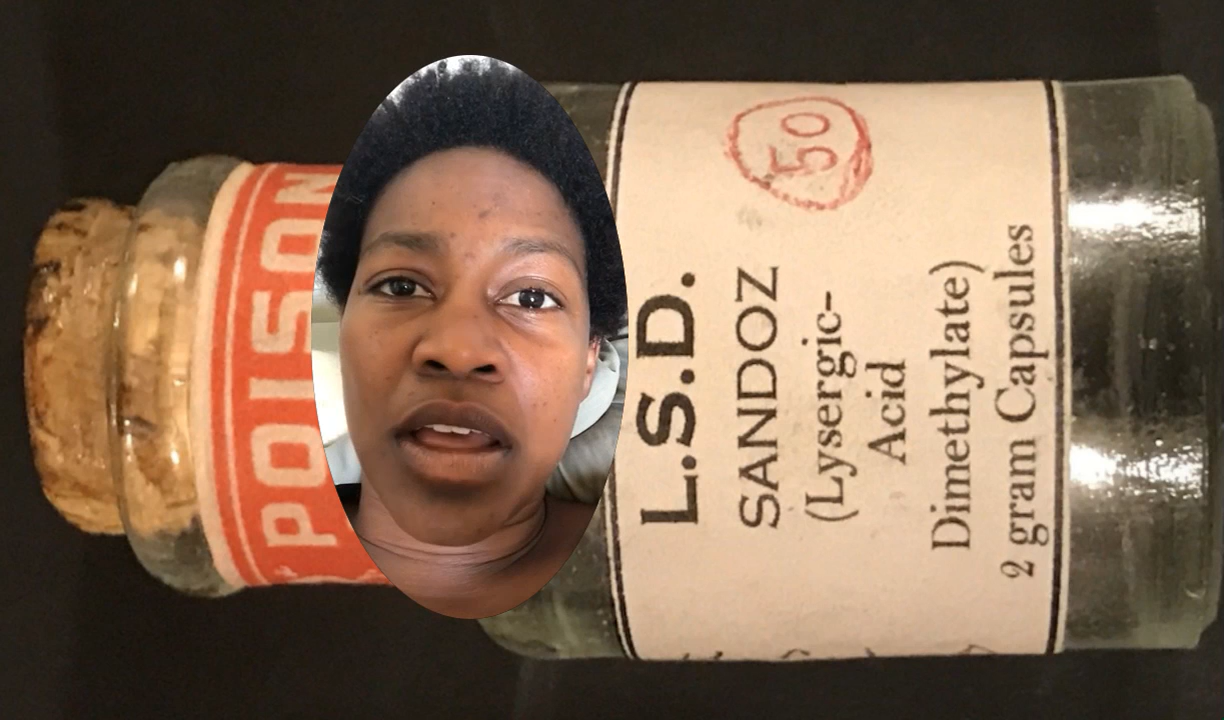 POISON
50
L.S.D.
SANDOZ
(Lysergic-
Acid
Dimethylate)
2 gram Capsules